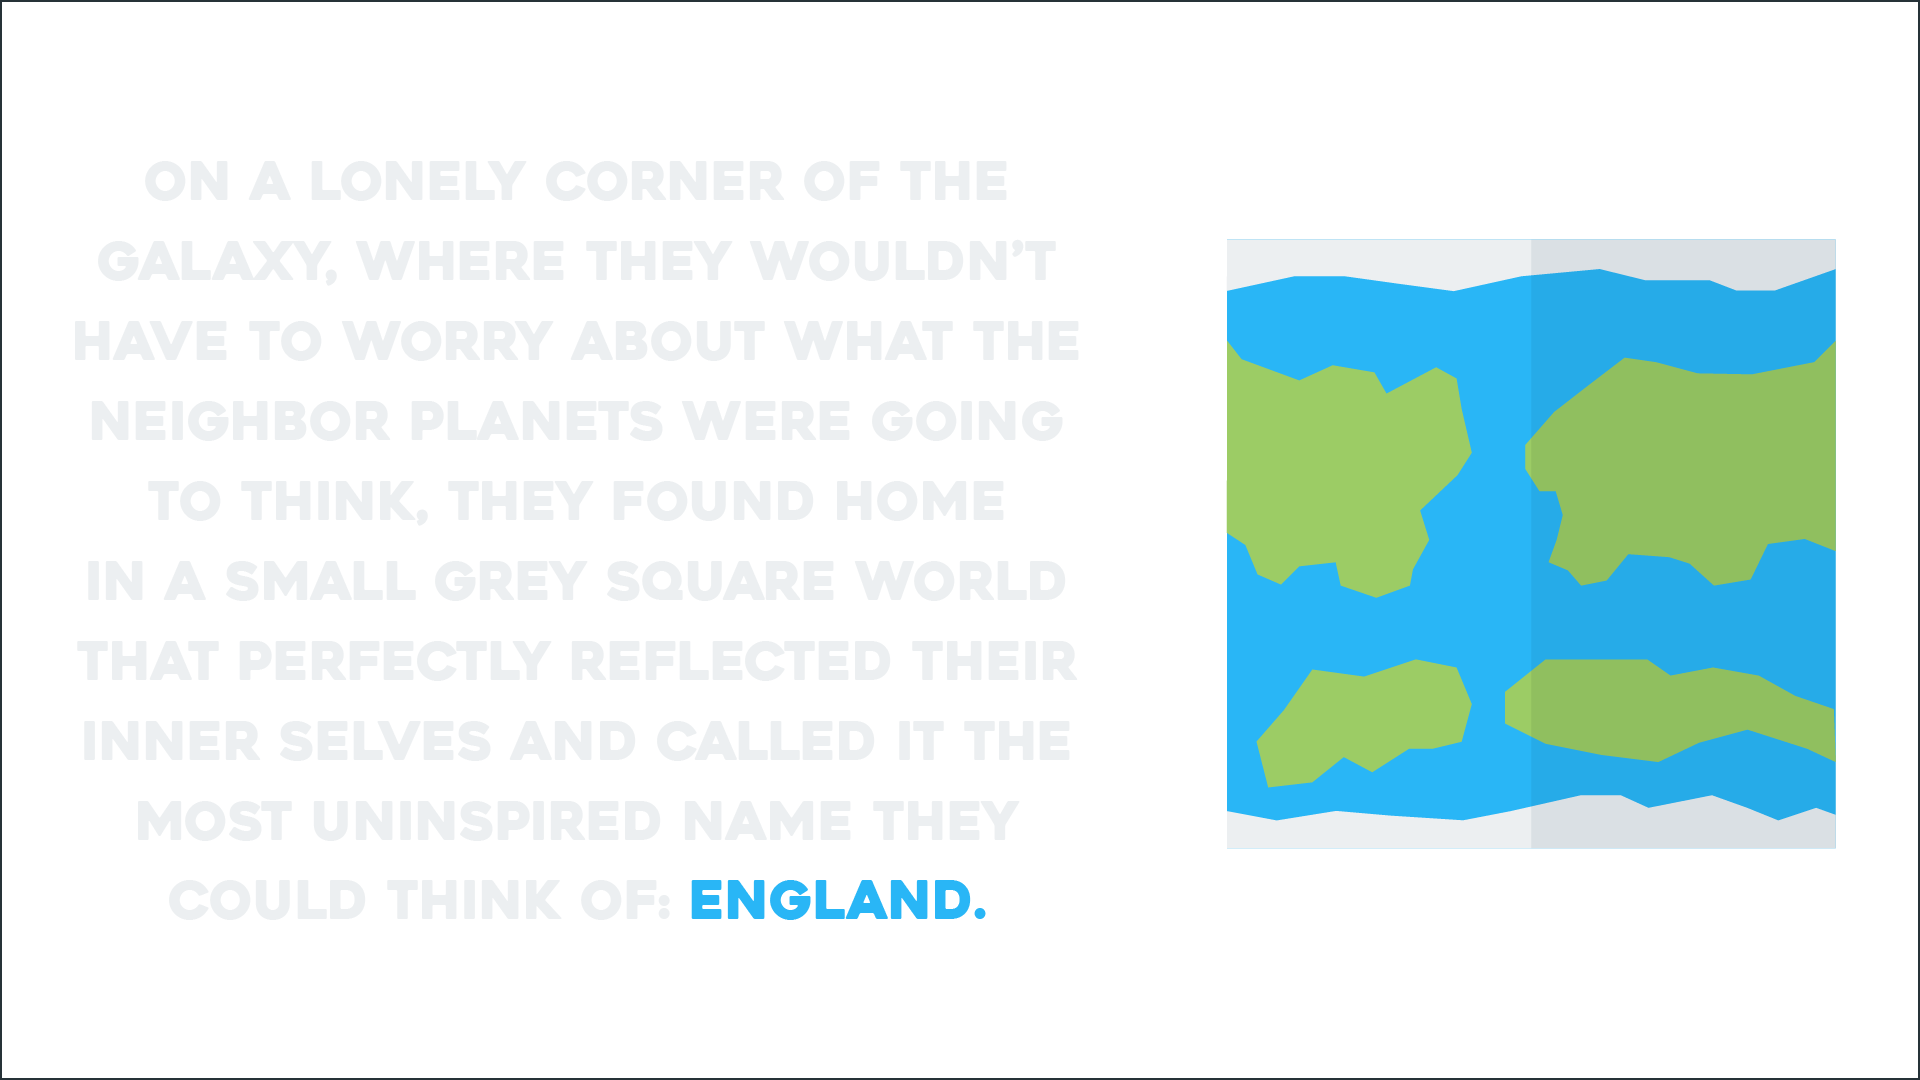 ON A LONELY CORNER OF THE
GALAXY, WHERE THEY WOULDN’T
HAVE TO WORRY ABOUT WHAT THE
NEIGHBOR PLANETS WERE GOING
TO THINK, THEY FOUND HOME
IN A SMALL GREY SQUARE WORLD
THAT PERFECTLY REFLECTED THEIR
INNER SELVES AND CALLED IT THE
MOST UNINSPIRED NAME THEY
COULD THINK OF: ENGLAND.